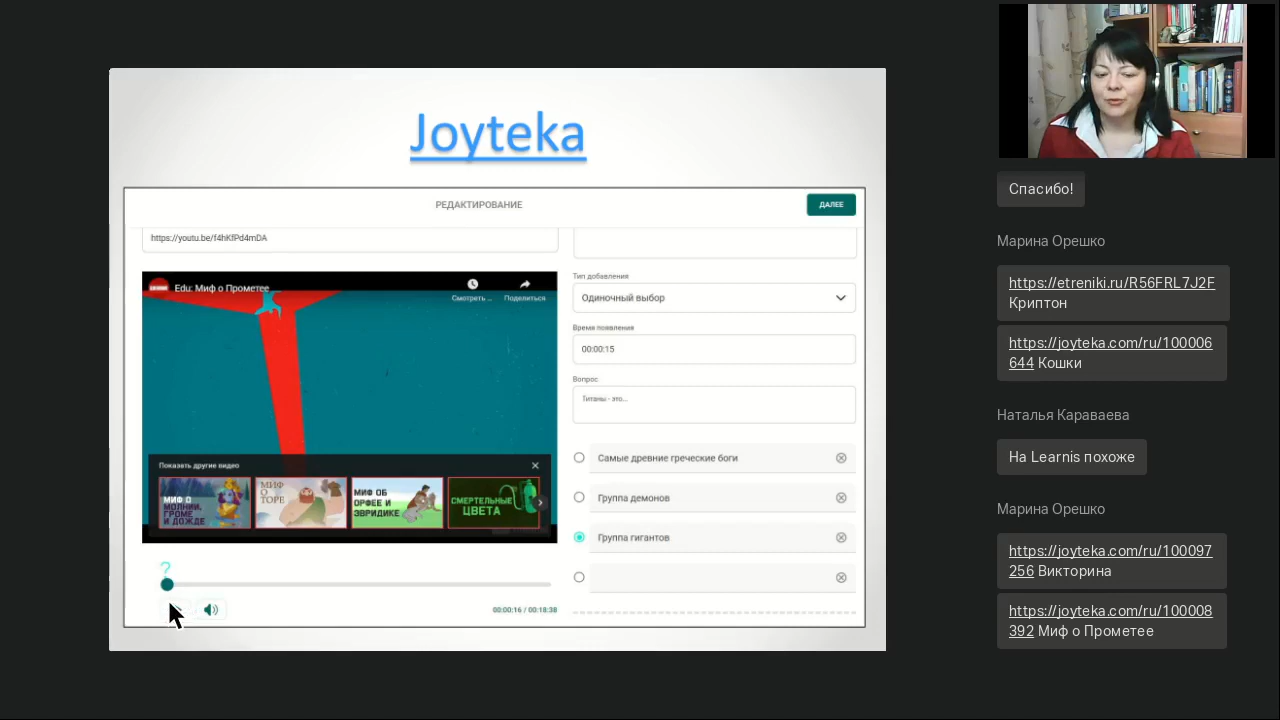 Joyteka
РЕДАКТИРОВАНИЕ
ДАЛЕЕ
https://youtu.be/f4hKfPd4mDA
Edu: Миф о Прометее
Смотреть ...
Поделиться
Показать другие видео
МИФ О
МОЛНИИ,
ГРОМЕ
И ДОЖДЕ
МИФ
О
ТОРЕ
МИФ ОБ
ОРФЕЕ И
ЭВРИДИКЕ
СМЕРТЕЛЬНЫЕ
ЦВЕТА
?
00:00:16 / 00:18:38
Тип добавления
Одиночный выбор
Время появления
00:00:15
Вопрос
Титаны - это...
Самые древние греческие боги
Группа демонов
Группа гигантов
Спасибо!
Марина Орешко
https://etreniki.ru/R56FRL7J2F
Криптон
https://joyteka.com/ru/100006
644 Кошки
Наталья Караваева
На Learnis похоже
Марина Орешко
https://joyteka.com/ru/100097
256 Викторина
https://joyteka.com/ru/100008
392 Миф о Прометее